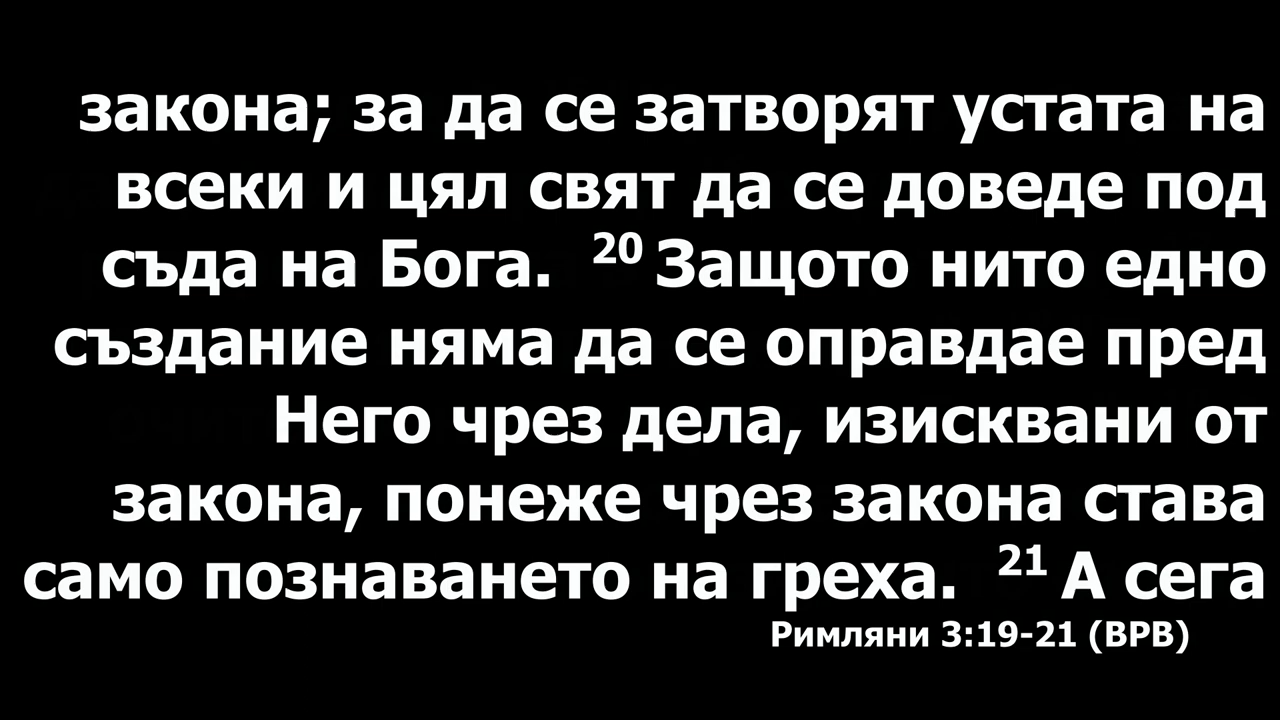 закона; за да се затворят устата на
всеки и цял свят да се доведе под
съда на Бога. 20 Защото нито едно
създание няма да се оправдае пред
Него чрез дела, изисквани от
закона, понеже чрез закона става
само познаването на греха. 21 А сега
Римляни 3:19-21 (ВРВ)